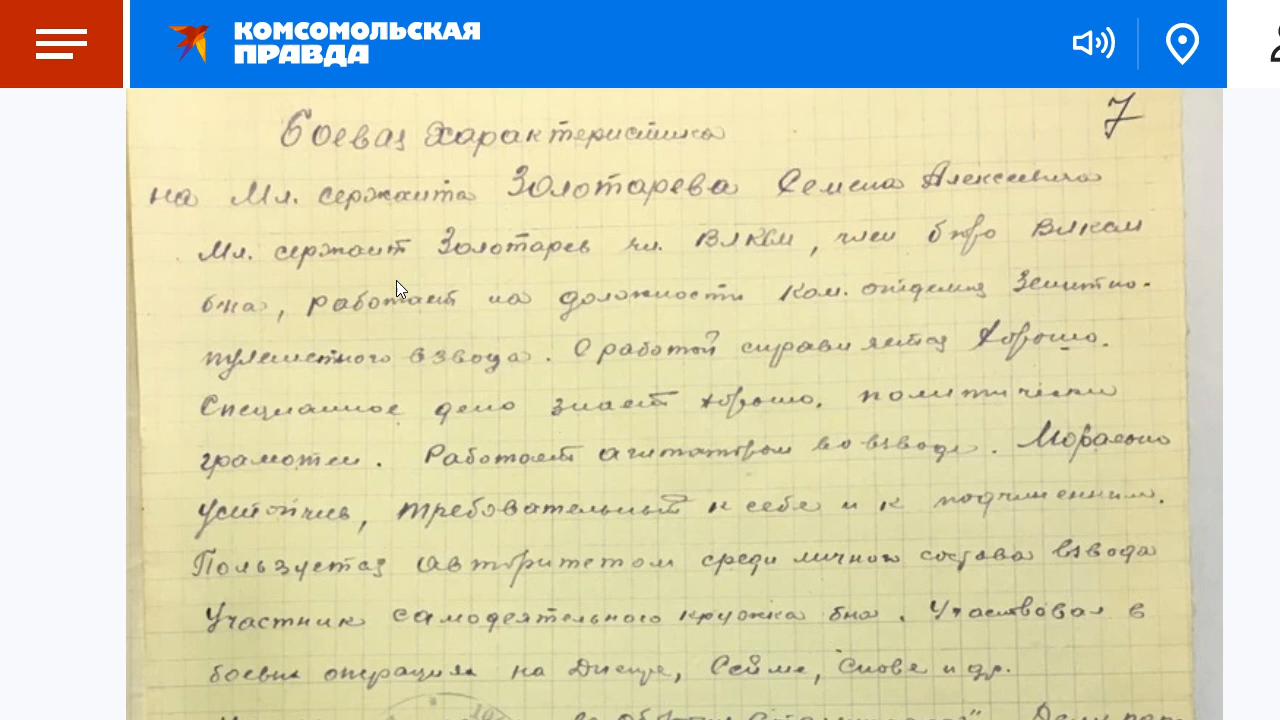 КОМСОМОЛЬСКАЯ
ПРАВДА
7
Боевая характеристика
на Мл. сержанта Золотарева Семена Алексеевича
Мл. сержант Золотарев чл. ВЛКСМ, член бюро ВЛКСМ
б-на, работает на должности Ком. отделения Зенитно-
пулеметного взвода. С работой справляется Хорошо.
Специальное дело знает хорошо. политически
грамотен. Работает агитатором во взводе. Морально
устойчив, требовательный к себе и к подчиненным.
Пользуется авторитетом среди личного состава взвода
Участник самодеятельного кружка б-на. Участвовал в
боевых операциях на Днепре, Сейме, Снове и др.